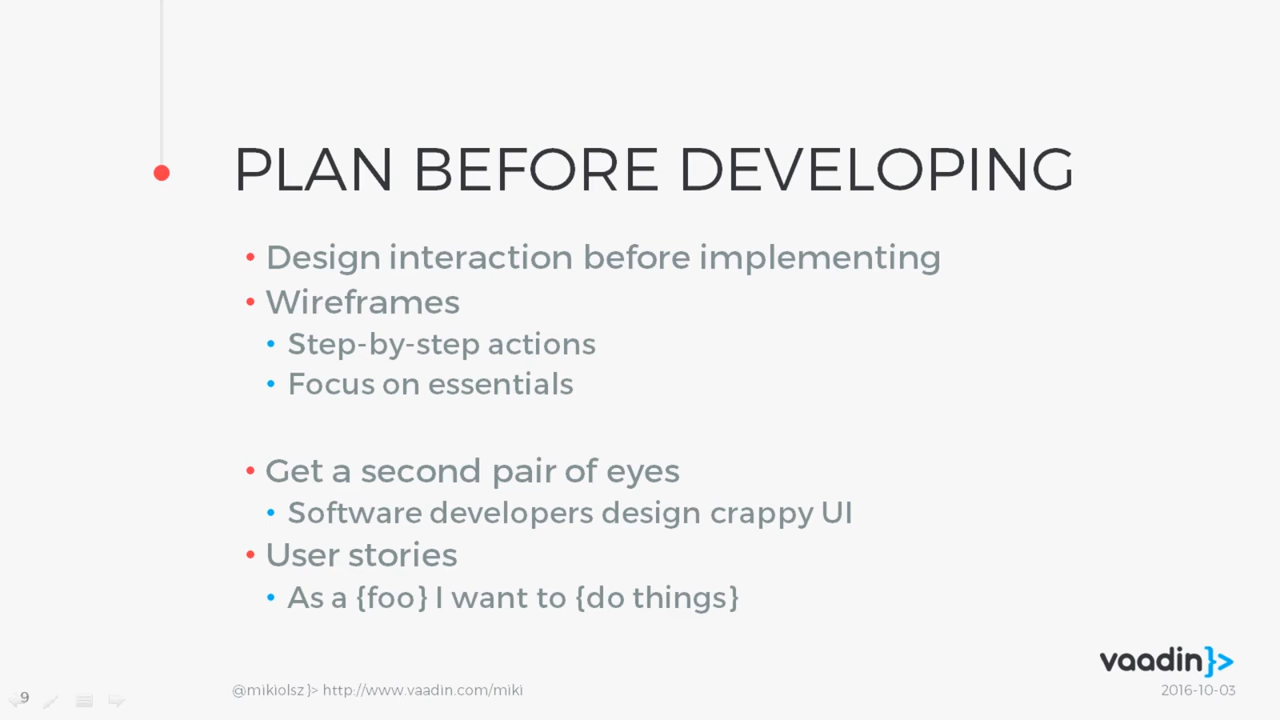 PLAN BEFORE DEVELOPING
• Design interaction before implementing
• Wireframes
• Step-by-step actions
• Focus on essentials
• Get a second pair of eyes
• Software developers design crappy UI
• User stories
• As a {foo} I want to {do things}
vaadin}>
9
@mikiolsz }> http://www.vaadin.com/miki
2016-10-03